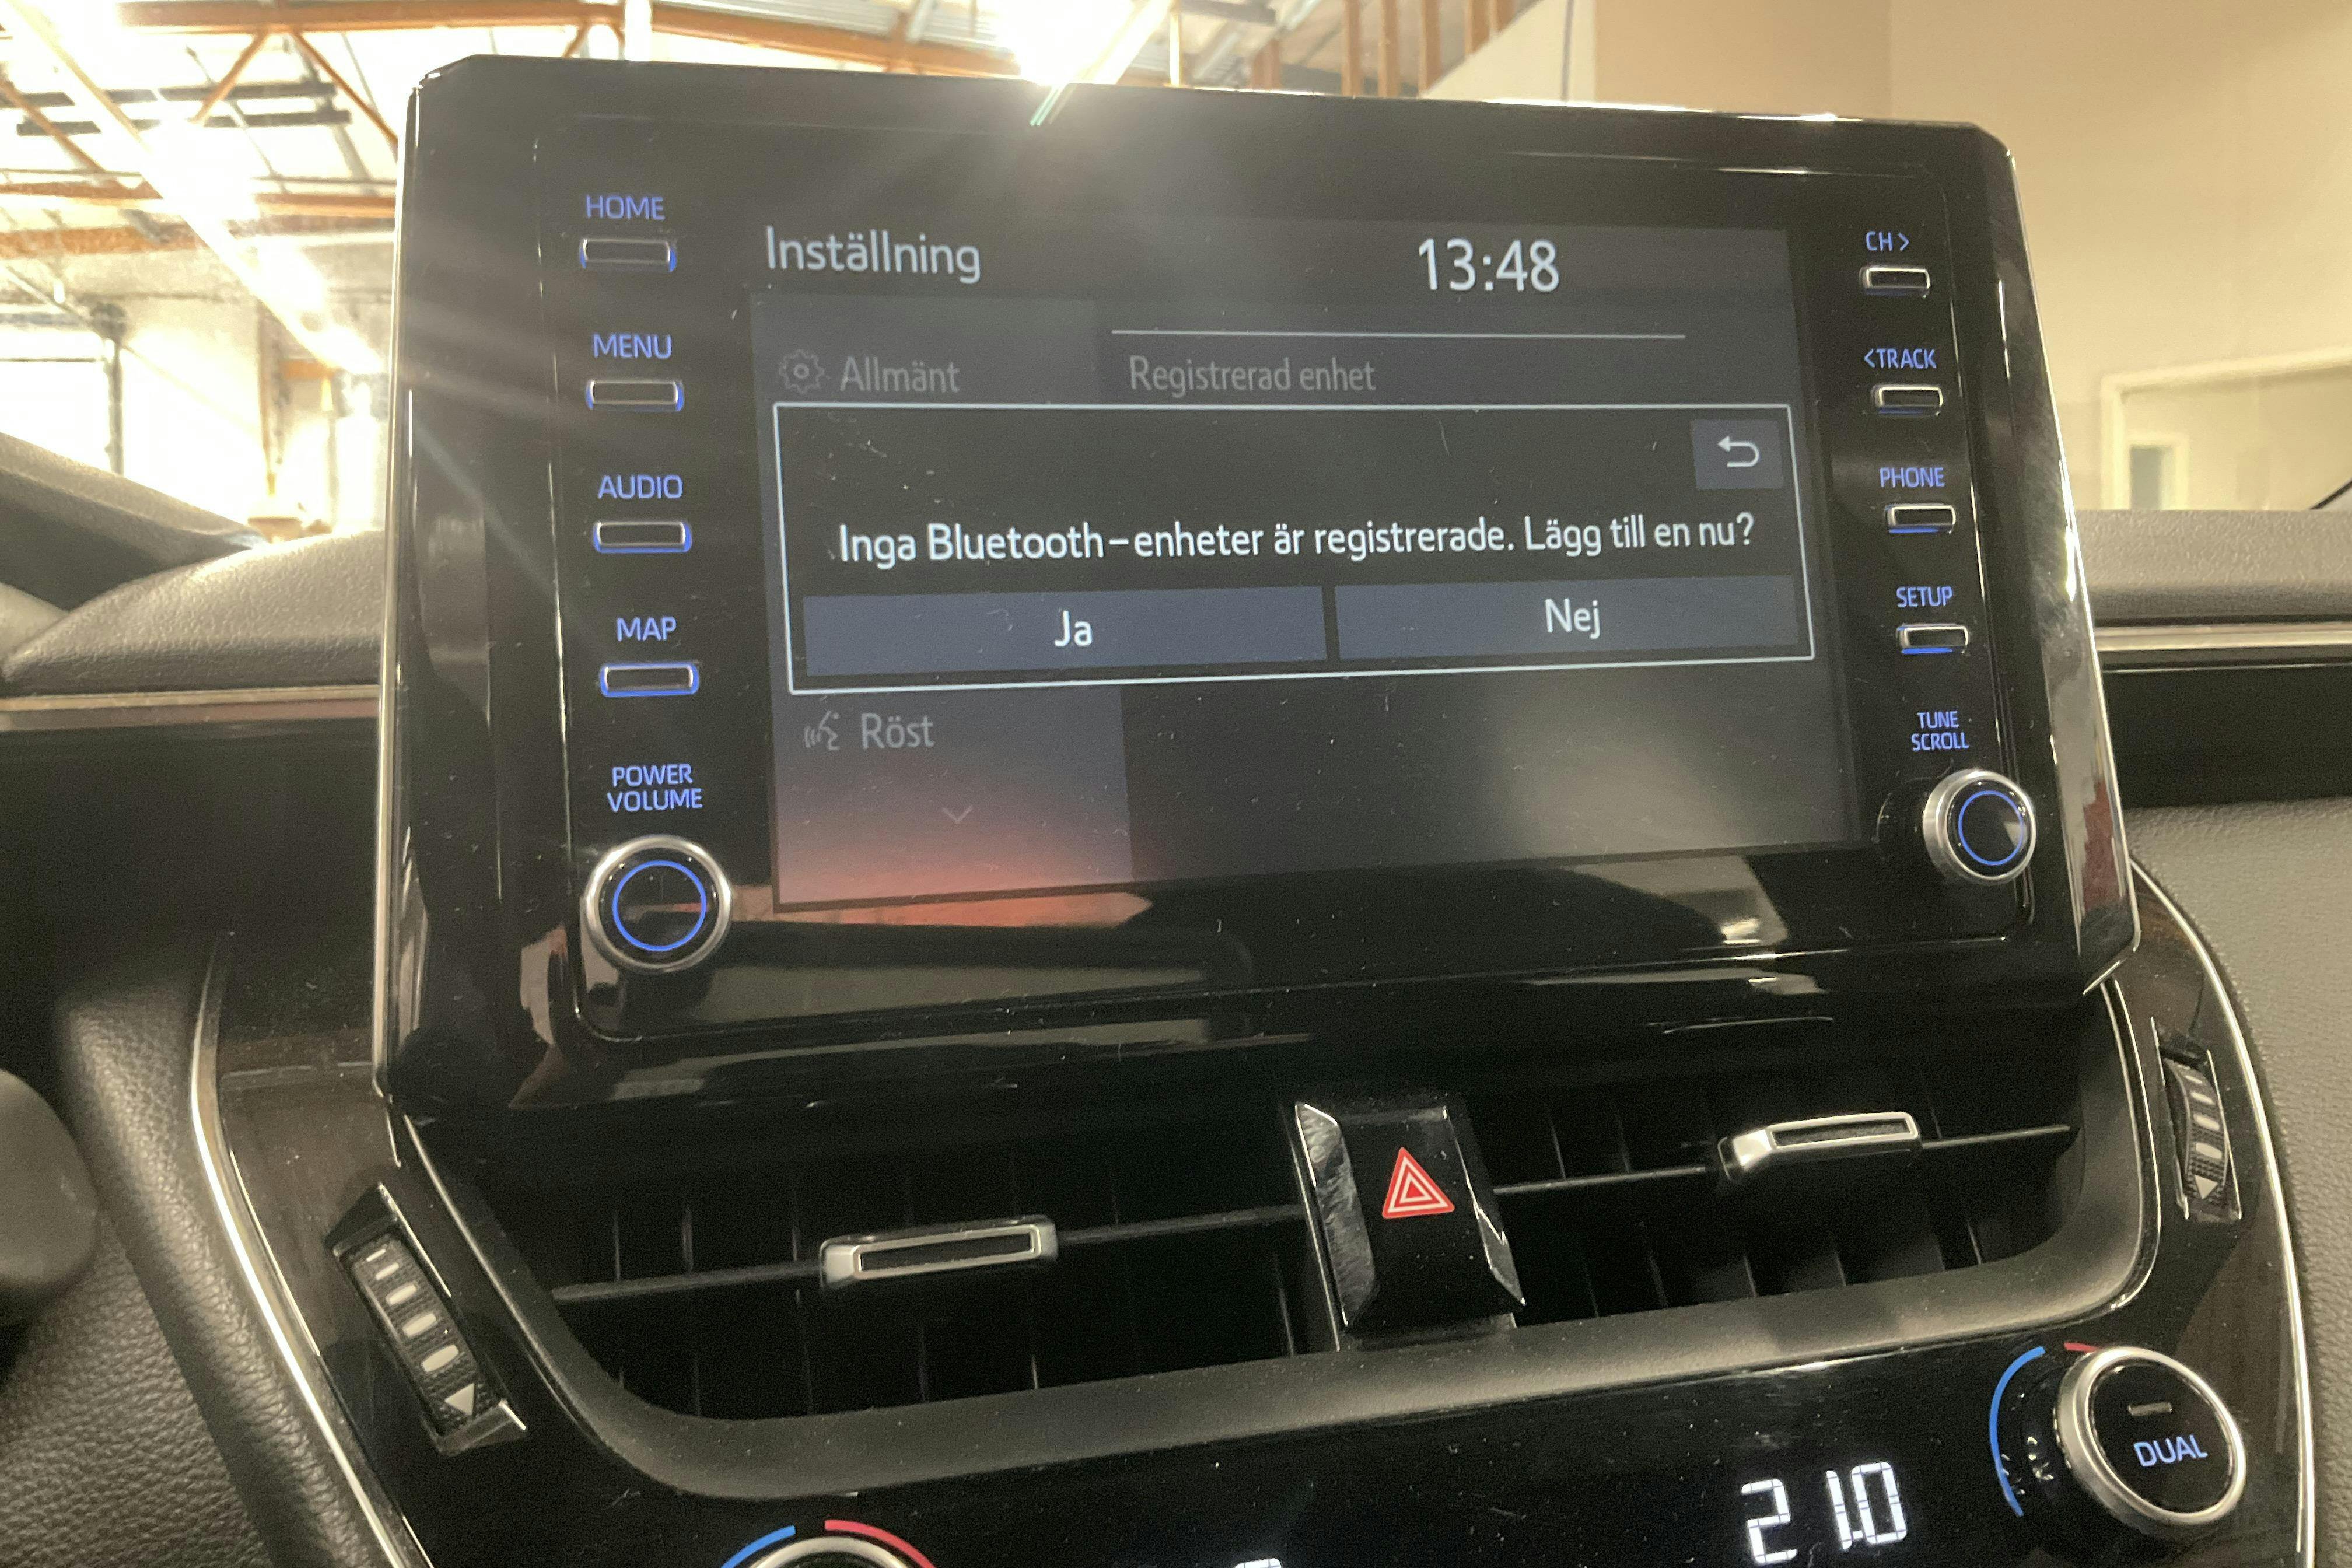 HOME
MENU
AUDIO
MAP
POWER
VOLUME
Inställning
13:48
Allmänt
Registrerad enhet
Inga Bluetooth-enheter är registrerade. Lägg till en nu?
Ja
Nej
Röst
CH >
<TRACK
PHONE
SETUP
TUNE
SCROLL
21.0
DUAL